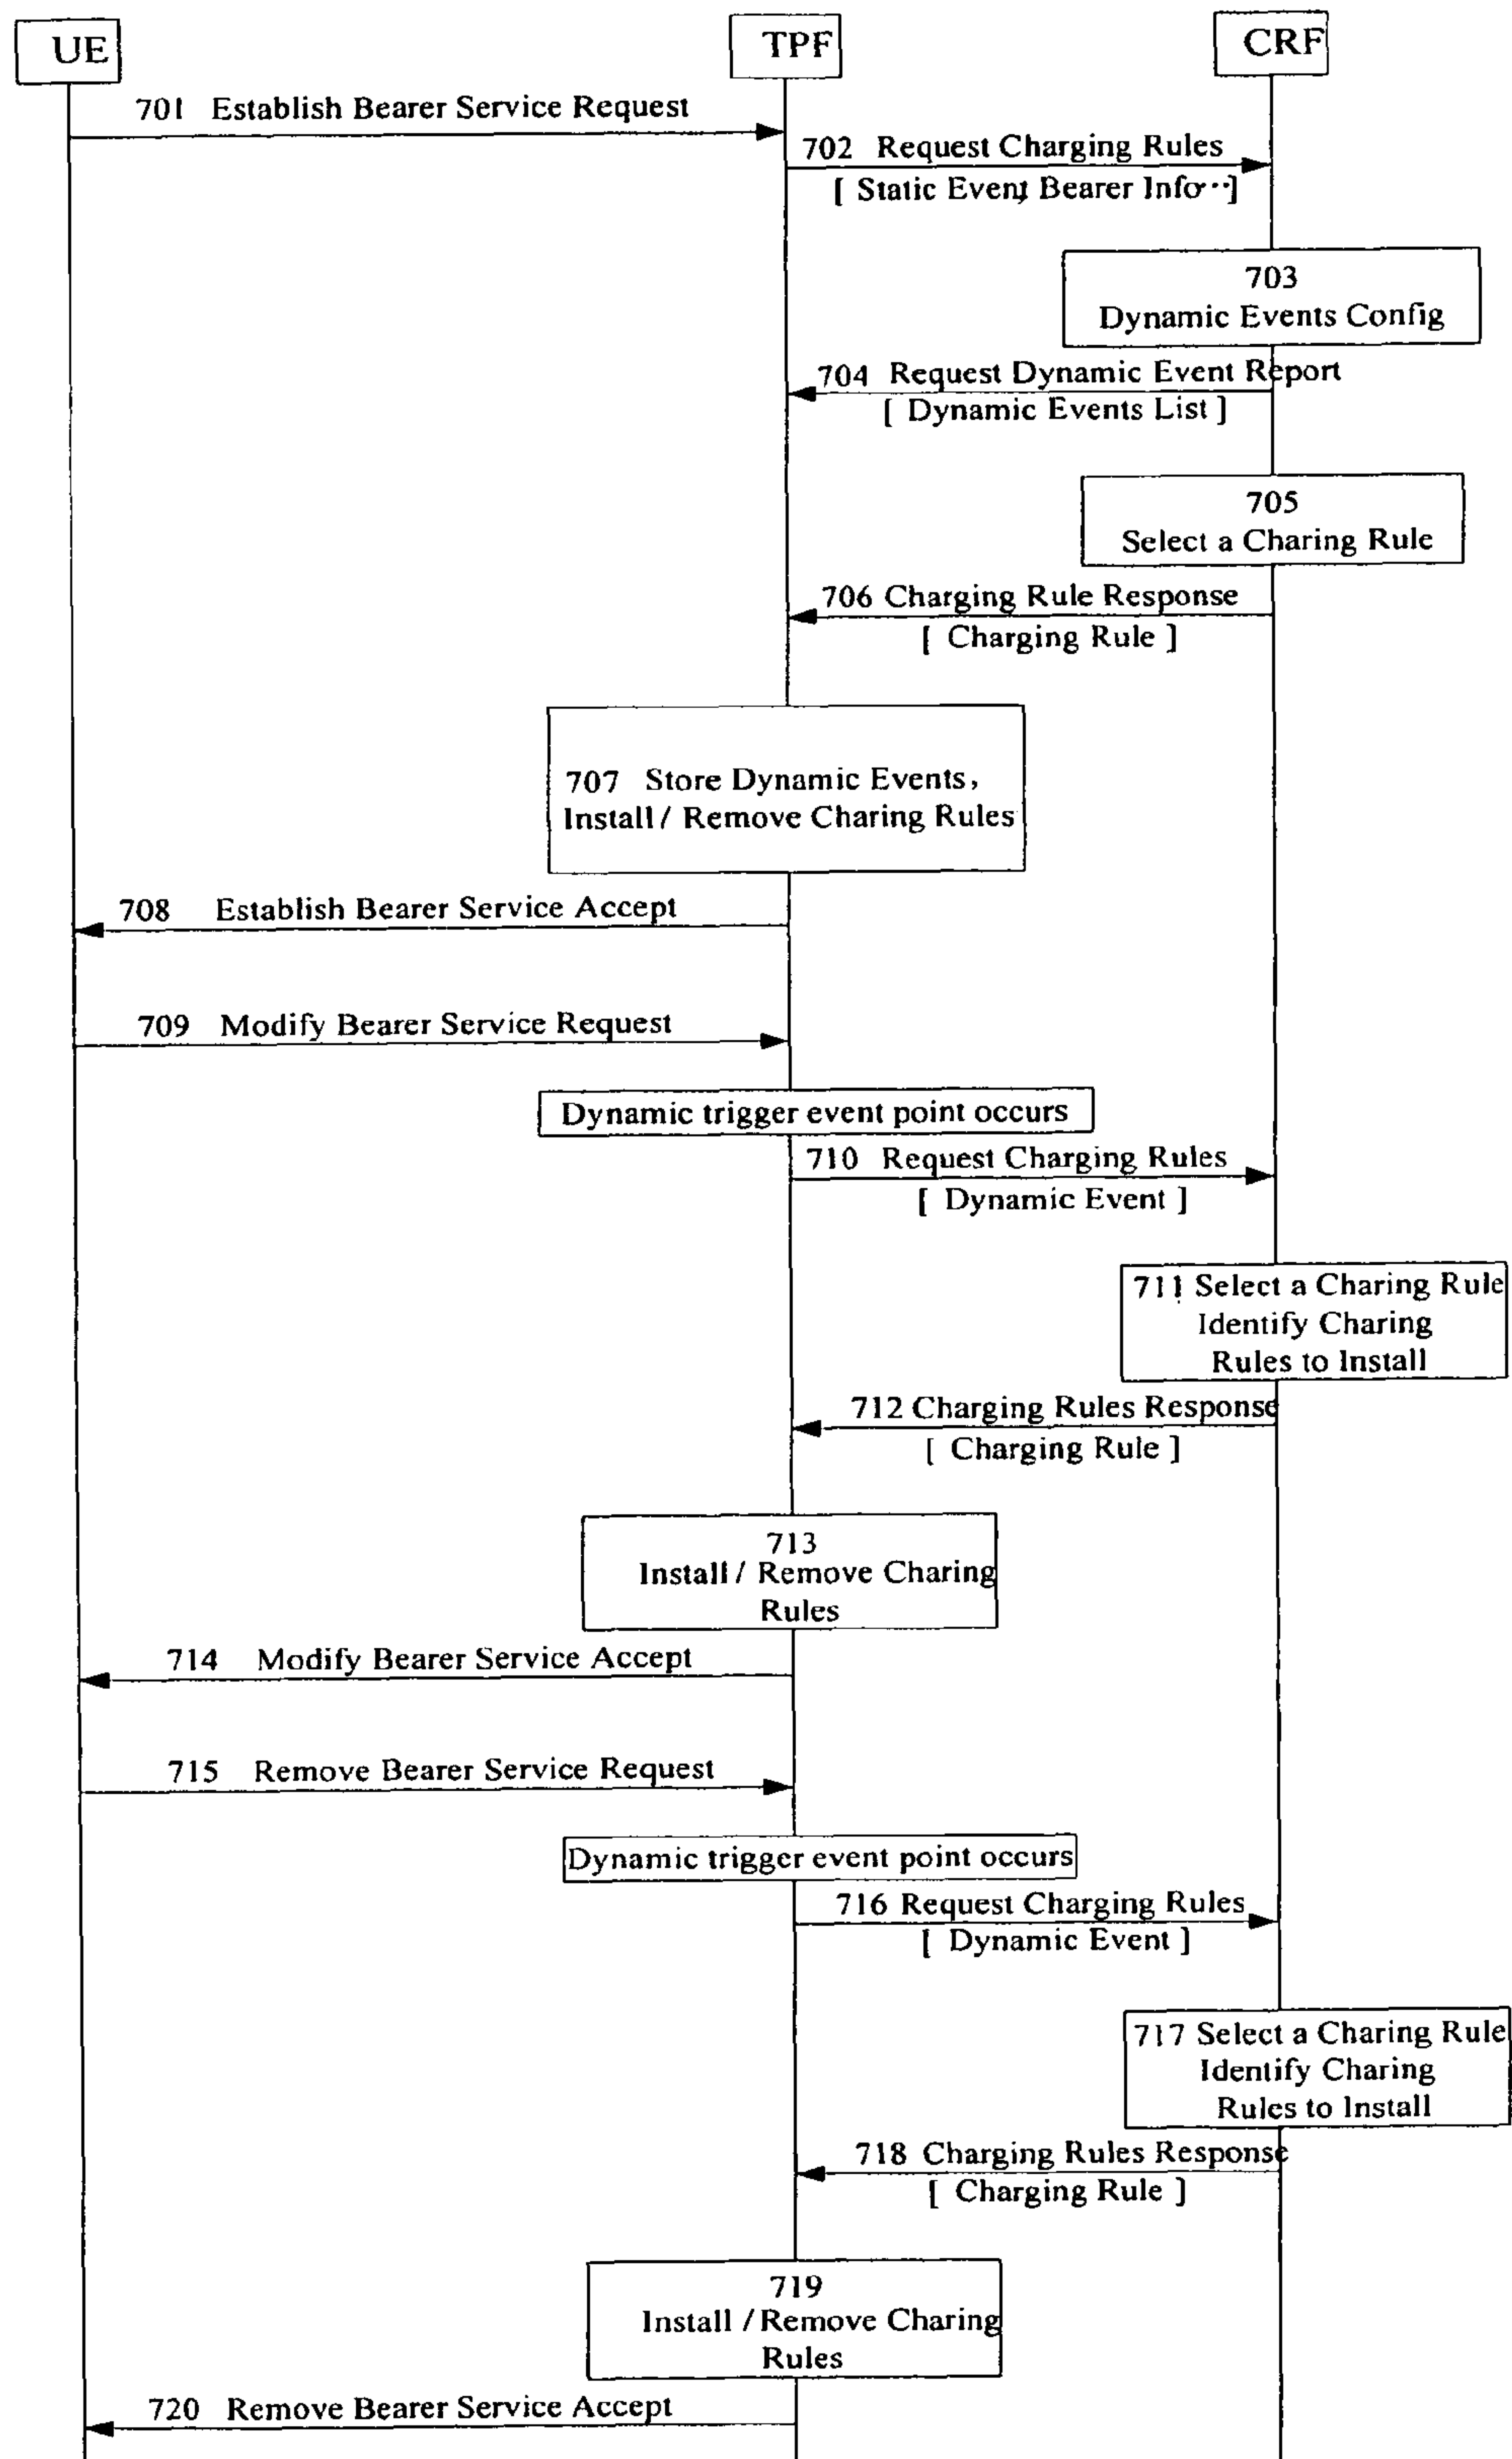 UE
TPF
CRF
701 Establish Bearer Service Request
702 Request Charging Rules
[ Static Event, Bearer Info··]
703
Dynamic Events Config
704 Request Dynamic Event Report
[ Dynamic Events List ]
705
Select a Charing Rule
706 Charging Rule Response
[ Charging Rule ]
707 Store Dynamic Events,
Install / Remove Charing Rules
708 Establish Bearer Service Accept
709 Modify Bearer Service Request
Dynamic trigger event point occurs
710 Request Charging Rules
[ Dynamic Event ]
711 Select a Charing Rule
Identify Charing
Rules to Install
712 Charging Rules Response
[ Charging Rule ]
713
Install / Remove Charing
Rules
714 Modify Bearer Service Accept
715 Remove Bearer Service Request
Dynamic trigger event point occurs
716 Request Charging Rules
[ Dynamic Event ]
717 Select a Charing Rule
Identify Charing
Rules to Install
718 Charging Rules Response
[ Charging Rule ]
719
Install / Remove Charing
Rules
720 Remove Bearer Service Accept